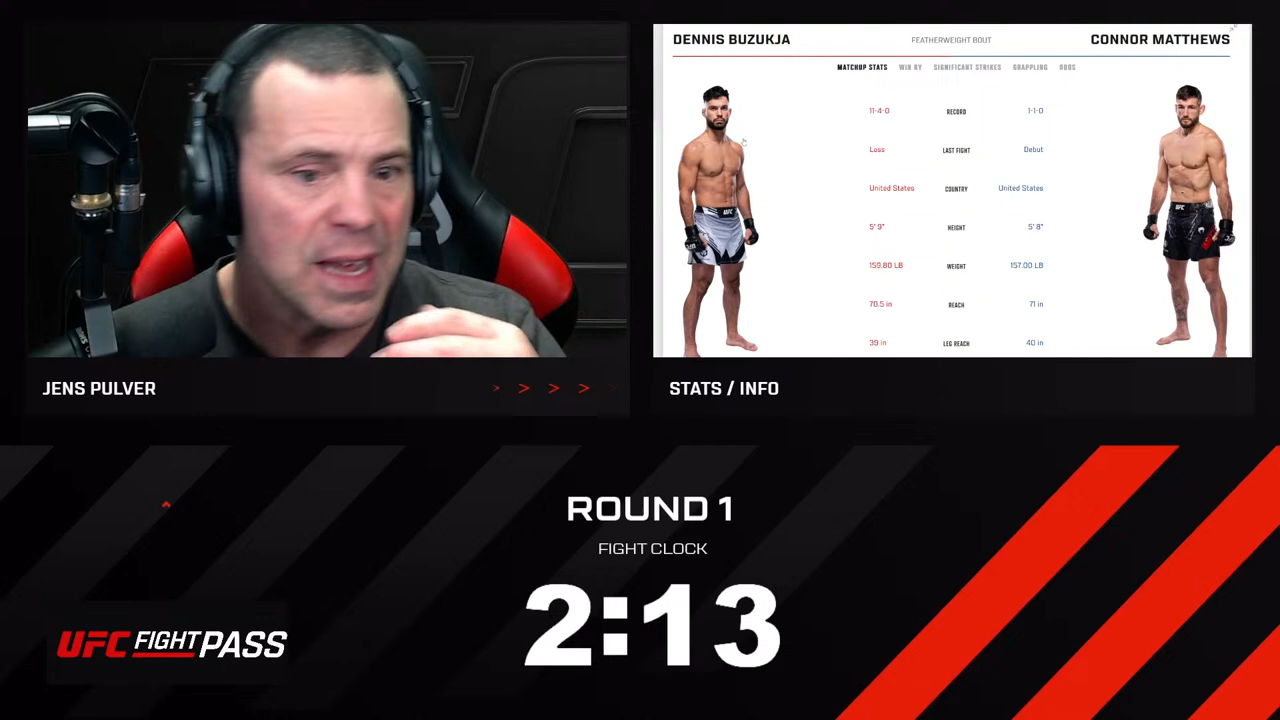 DENNIS BUZUKJA
FEATHERWEIGHT BOUT
CONNOR MATTHEWS
MATCHUP STATS WIN BY SIGNIFICANT STRIKES GRAPPLING ODDS
11-4-0 RECORD 1-1-0
Loss LAST FIGHT Debut
United States COUNTRY United States
5' 9" HEIGHT 5' 8"
159.80 LB WEIGHT 157.00 LB
70.5 in REACH 71 in
39 in LEG REACH 40 in
UFC
UFC
JENS PULVER
> > > >
STATS / INFO
ROUND 1
FIGHT CLOCK
2:13
UFC FIGHT PASS